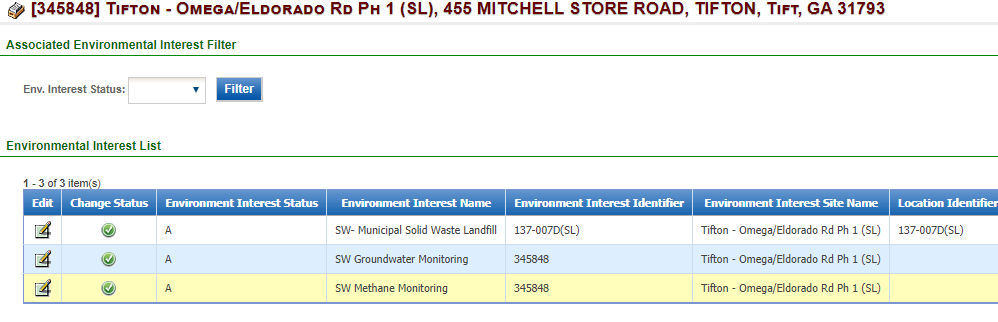 [345848] Tifton - Omega/Eldorado Rd Ph 1 (SL), 455 MITCHELL STORE ROAD, TIFTON, Tift, GA 31793
Associated Environmental Interest Filter
Env. Interest Status: Filter
Environmental Interest List
1 - 3 of 3 item(s)
Edit Change Status Environment Interest Status Environment Interest Name Environment Interest Identifier Environment Interest Site Name Location Identifier
A SW- Municipal Solid Waste Landfill 137-007D(SL) Tifton - Omega/Eldorado Rd Ph 1 (SL) 137-007D(SL)
A SW Groundwater Monitoring 345848 Tifton - Omega/Eldorado Rd Ph 1 (SL)
A SW Methane Monitoring 345848 Tifton - Omega/Eldorado Rd Ph 1 (SL)